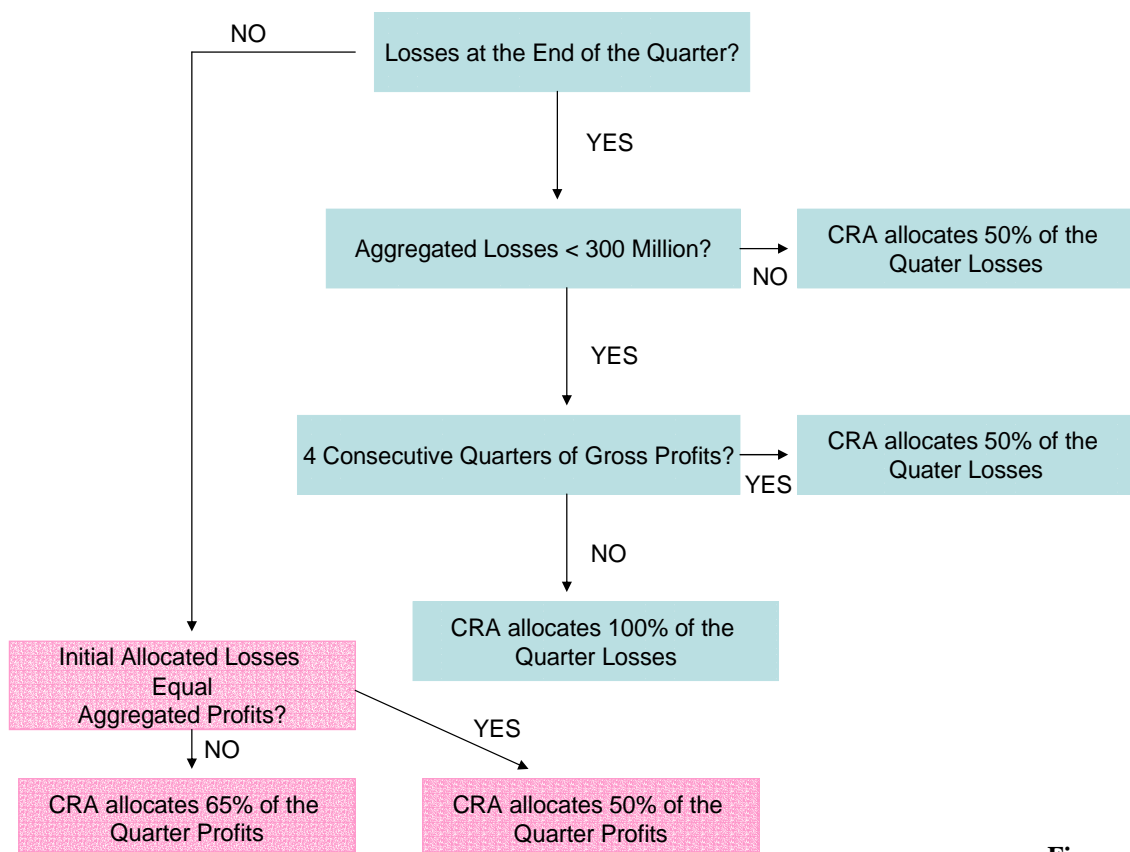 NO
Losses at the End of the Quarter?
YES
Aggregated Losses < 300 Million?
NO
CRA allocates 50% of the
Quater Losses
YES
4 Consecutive Quarters of Gross Profits?
YES
CRA allocates 50% of the
Quater Losses
NO
CRA allocates 100% of the
Quarter Losses
Initial Allocated Losses
Equal
Aggregated Profits?
YES
NO
CRA allocates 65% of the
Quarter Profits
CRA allocates 50% of the
Quarter Profits